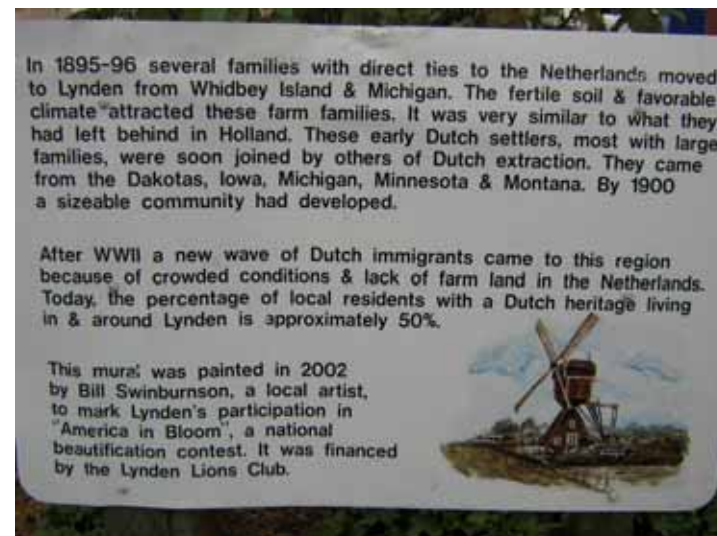 In 1895-96 several families with direct ties to the Netherlands moved
to Lynden from Whidbey Island & Michigan. The fertile soil & favorable
climate attracted these farm families. It was very similar to what they
had left behind in Holland. These early Dutch settlers, most with large
families, were soon joined by others of Dutch extraction. They came
from the Dakotas, Iowa, Michigan, Minnesota & Montana. By 1900
a sizeable community had developed.
After WWII a new wave of Dutch immigrants came to this region
because of crowded conditions & lack of farm land in the Netherlands.
Today, the percentage of local residents with a Dutch heritage living
in & around Lynden is approximately 50%.
This mural was painted in 2002
by Bill Swinburnson, a local artist,
to mark Lynden's participation in
"America in Bloom", a national
beautification contest. It was financed
by the Lynden Lions Club.